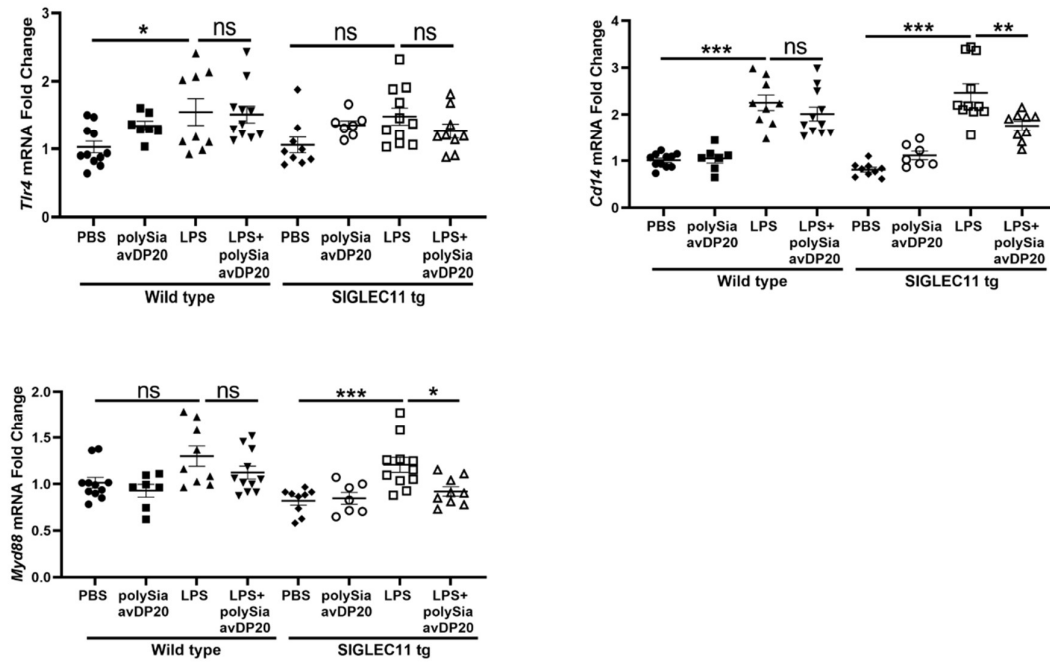 Tlr4 mRNA Fold Change
3
2
1
0
*
ns
ns
ns
PBS
polySia
avDP20
LPS
LPS+
polySia
avDP20
PBS
polySia
avDP20
LPS
LPS+
polySia
avDP20
Wild type
SIGLEC11 tg
Cd14 mRNA Fold Change
4
3
2
1
0
***
ns
***
**
PBS
polySia
avDP20
LPS
LPS+
polySia
avDP20
PBS
polySia
avDP20
LPS
LPS+
polySia
avDP20
Wild type
SIGLEC11 tg
Myd88 mRNA Fold Change
2.0
1.5
1.0
0.5
0.0
ns
ns
***
*
PBS
polySia
avDP20
LPS
LPS+
polySia
avDP20
PBS
polySia
avDP20
LPS
LPS+
polySia
avDP20
Wild type
SIGLEC11 tg